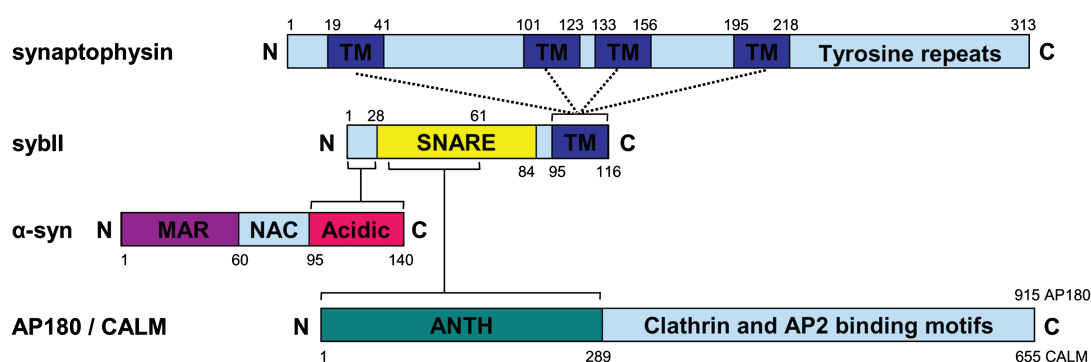 1 19 41 101 123 133 156 195 218 313
synaptophysin N TM TM TM TM Tyrosine repeats C
1 28 61
sybII N SNARE TM C
84 95 116
α-syn N MAR NAC Acidic C
1 60 95 140
915 AP180
AP180 / CALM N ANTH Clathrin and AP2 binding motifs C
1 289 655 CALM